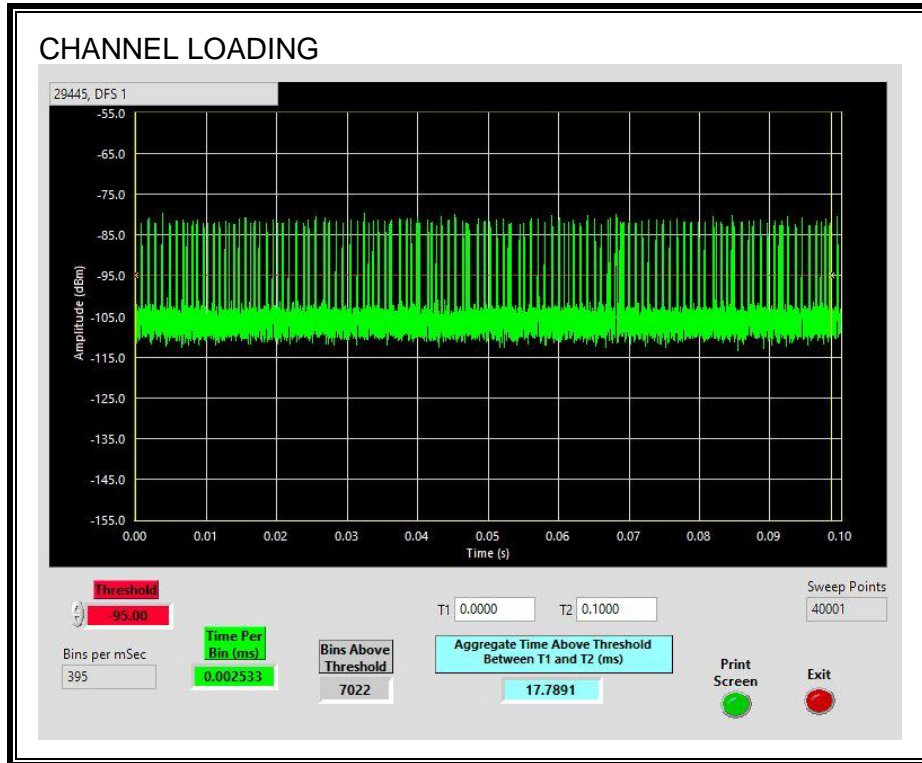 CHANNEL LOADING
29445, DFS 1
Amplitude (dBm)
-55.0
-65.0
-75.0
-85.0
-95.0
-105.0
-115.0
-125.0
-135.0
-145.0
-155.0
0.00 0.01 0.02 0.03 0.04 0.05 0.06 0.07 0.08 0.09 0.10
Time (s)
Threshold
-95.00
T1 0.0000 T2 0.1000
Sweep Points
40001
Bins per mSec
395
Time Per
Bin (ms)
0.002533
Bins Above
Threshold
7022
Aggregate Time Above Threshold
Between T1 and T2 (ms)
17.7891
Print
Screen
Exit